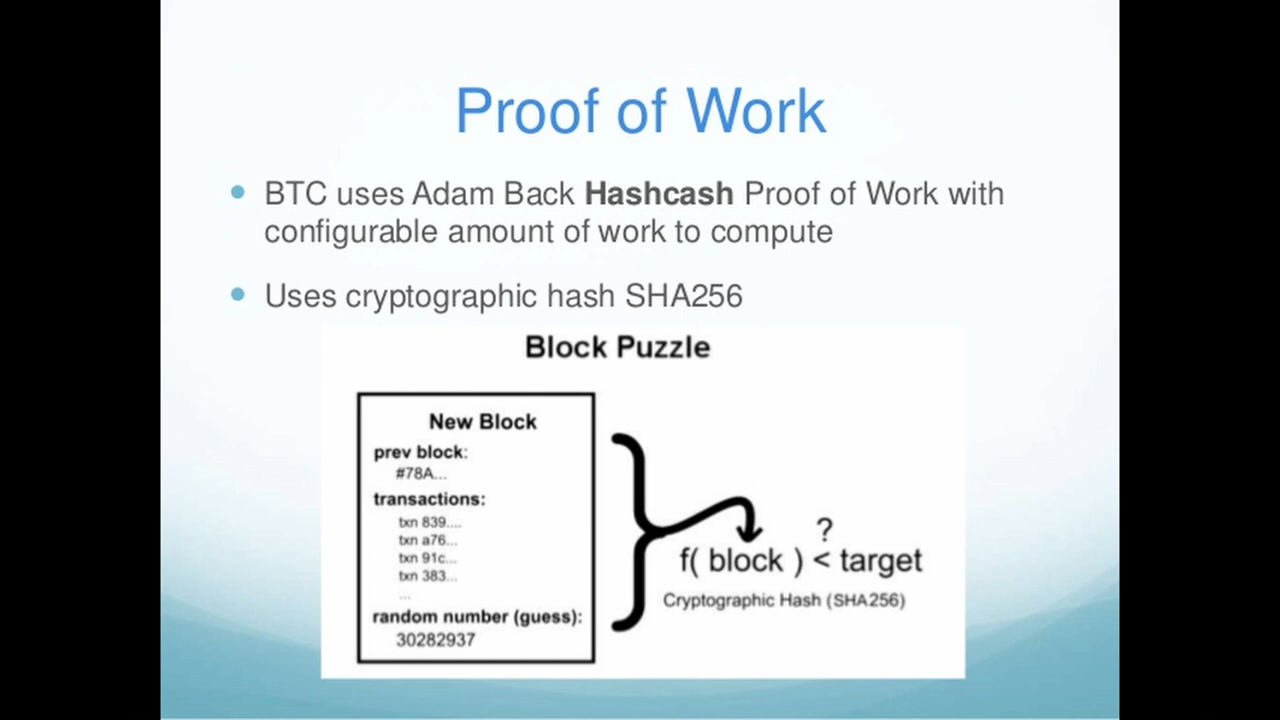 Proof of Work
BTC uses Adam Back Hashcash Proof of Work with
configurable amount of work to compute
Uses cryptographic hash SHA256
Block Puzzle
New Block
prev block:
#78A...
transactions:
txn 839....
txn a76...
txn 91c...
txn 383...
...
random number (guess):
30282937
?
f( block ) < target
Cryptographic Hash (SHA256)